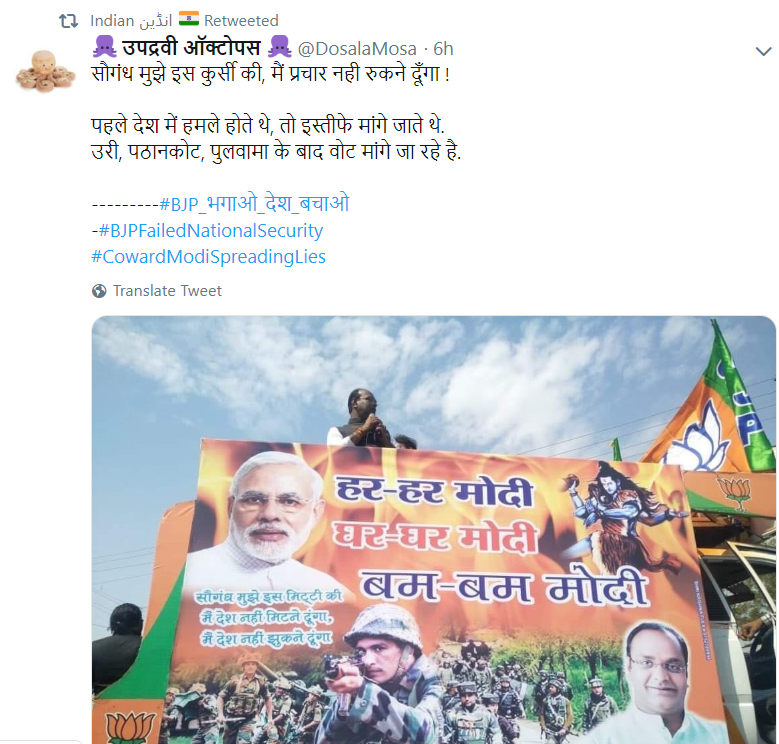 Indian انڈین Retweeted
उपद्रवी ऑक्टोपस @DosalaMosa · 6h
सौगंध मुझे इस कुर्सी की, मैं प्रचार नही रुकने दूँगा !
पहले देश में हमले होते थे, तो इस्तीफे मांगे जाते थे.
उरी, पठानकोट, पुलवामा के बाद वोट मांगे जा रहे है.
---------#BJP_भगाओ_देश_बचाओ
-#BJPFailedNationalSecurity
#CowardModiSpreadingLies
Translate Tweet
हर-हर मोदी
घर-घर मोदी
बम-बम मोदी
सौगंध मुझे इस मिट्टी की
मैं देश नहीं मिटने दूंगा,
मैं देश नहीं झुकने दूंगा